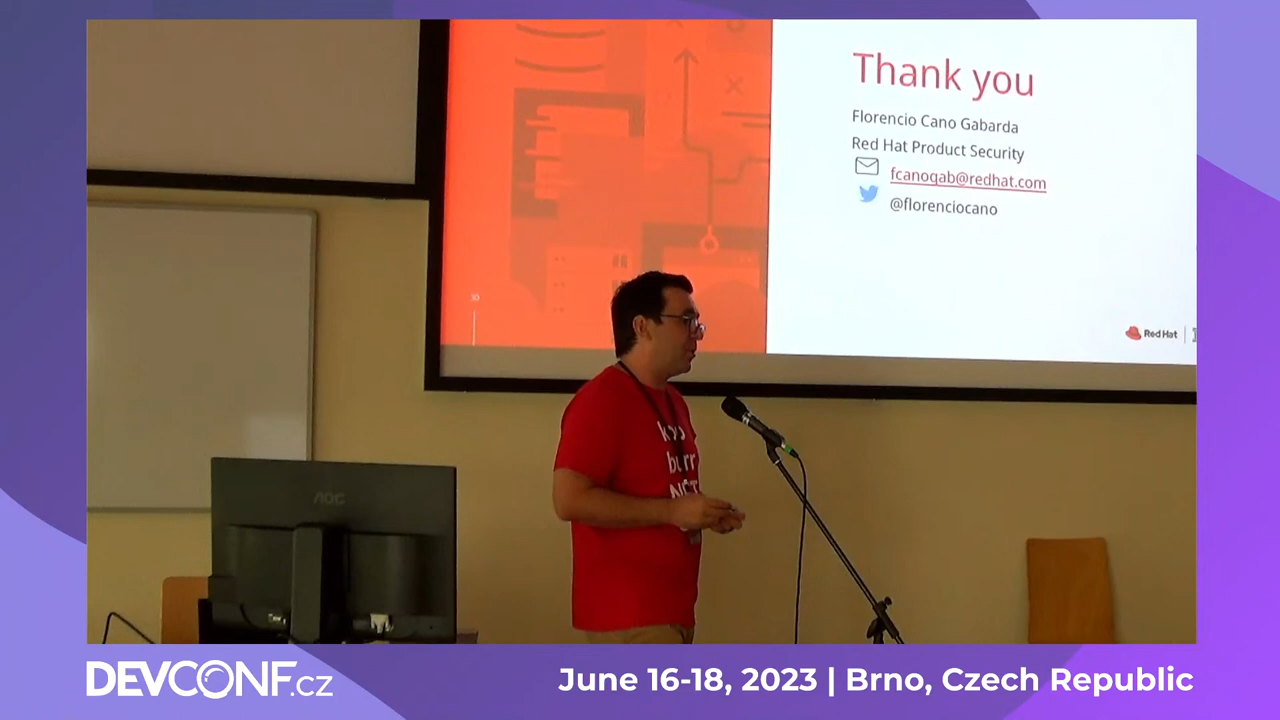 Thank you
Florencio Cano Gabarda
Red Hat Product Security
fcanogab@redhat.com
@florenciocano
30
Red Hat
AOC
DEVCONF.cz
June 16-18, 2023 | Brno, Czech Republic